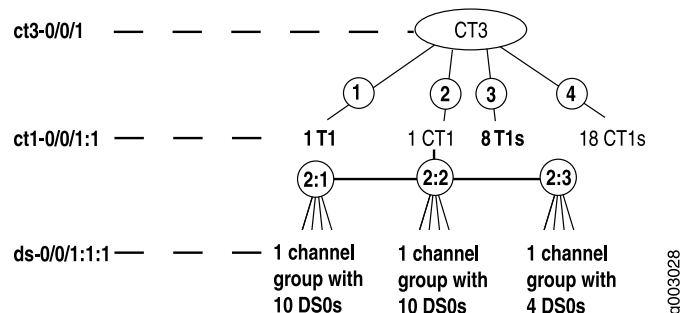 ct3-0/0/1
CT3
1
2
3
4
ct1-0/0/1:1
1 T1
1 CT1
8 T1s
18 CT1s
2:1
2:2
2:3
ds-0/0/1:1:1
1 channel
group with
10 DS0s
1 channel
group with
10 DS0s
1 channel
group with
4 DS0s
g003028